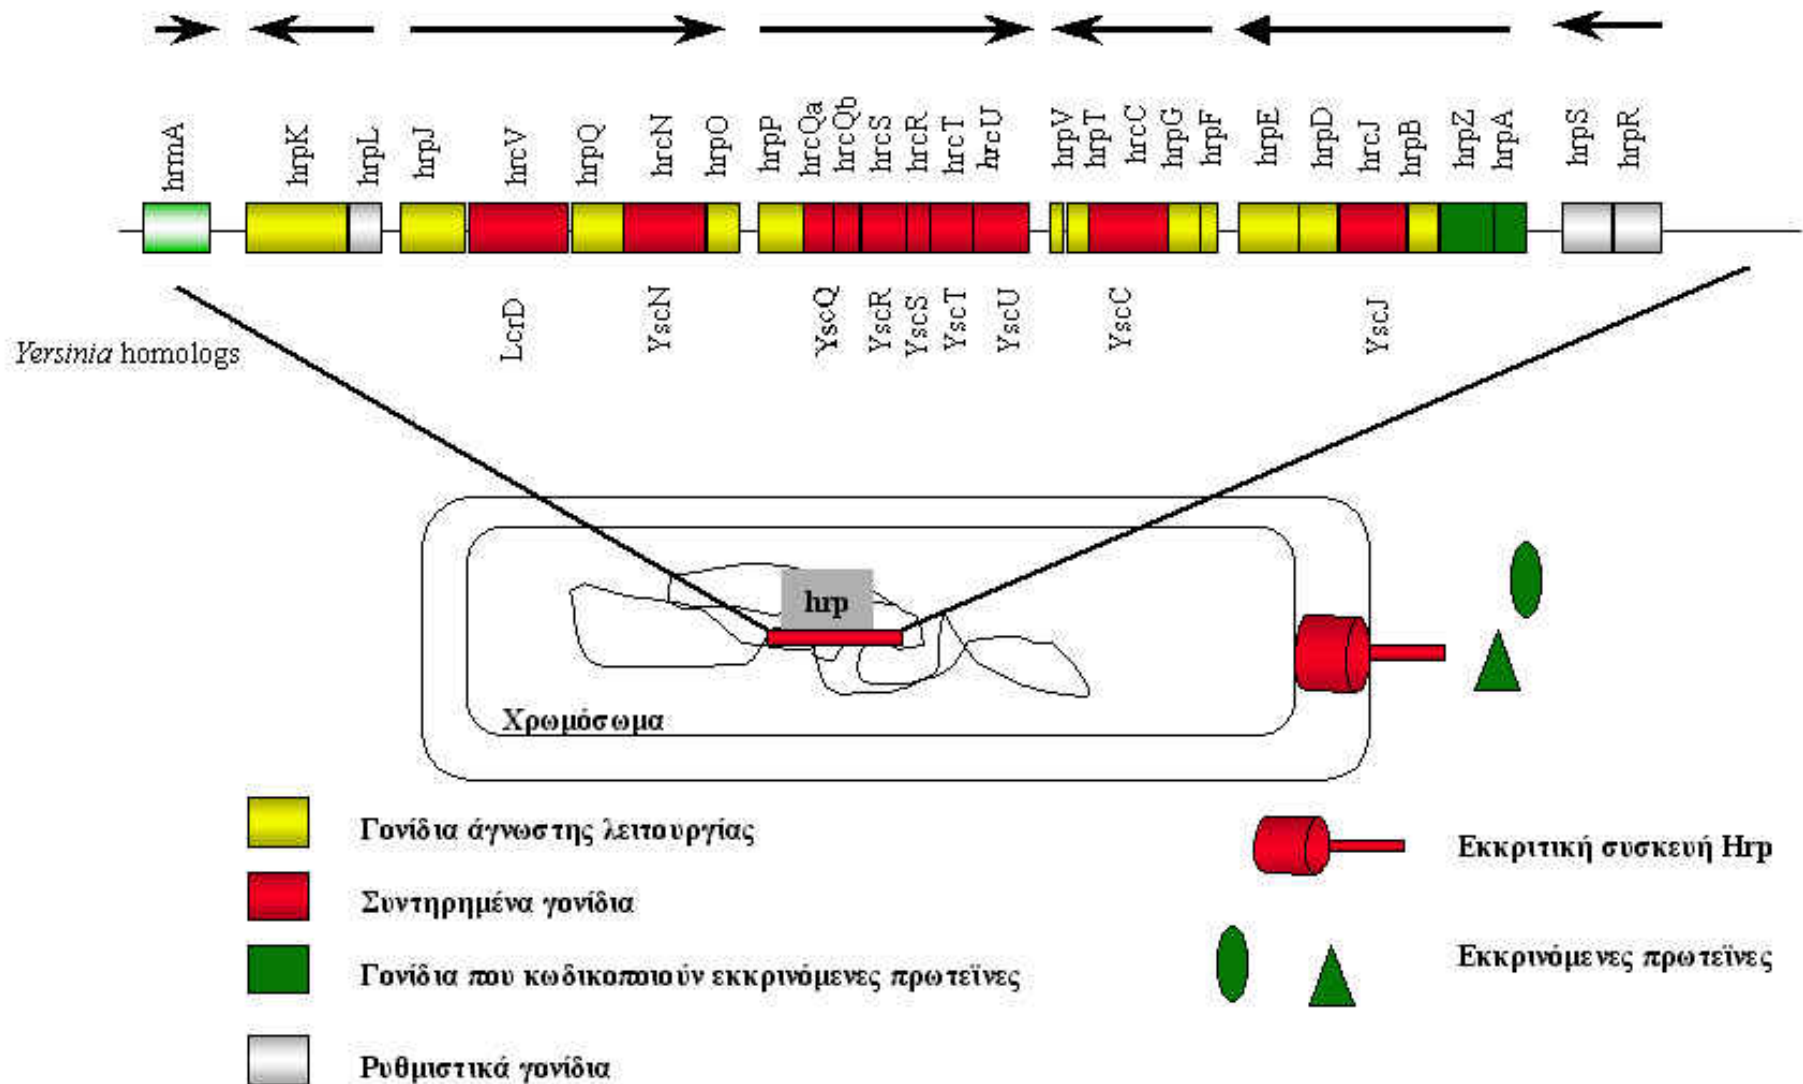 hrmA hrpK hrpL hrpJ hrcV hrpQ hrcN hrpO hrpP hrcQa hrcQb hrcS hrcR hrcT hrcU hrpV hrpT hrcC hrpG hrpF hrpE hrpD hrcJ hrpB hrpZ hrpA hrpS hrpR
LcrD YscN YscQ YscR YscS YscT YscU YscC YscJ
Yersinia homologs
hrp
Χρωμόσωμα
Γονίδια άγνωστης λειτουργίας
Συντηρημένα γονίδια
Γονίδια που κωδικοποιούν εκκρινόμενες πρωτεϊνες
Ρυθμιστικά γονίδια
Εκκριτική συσκευή Hrp
Εκκρινόμενες πρωτεϊνες